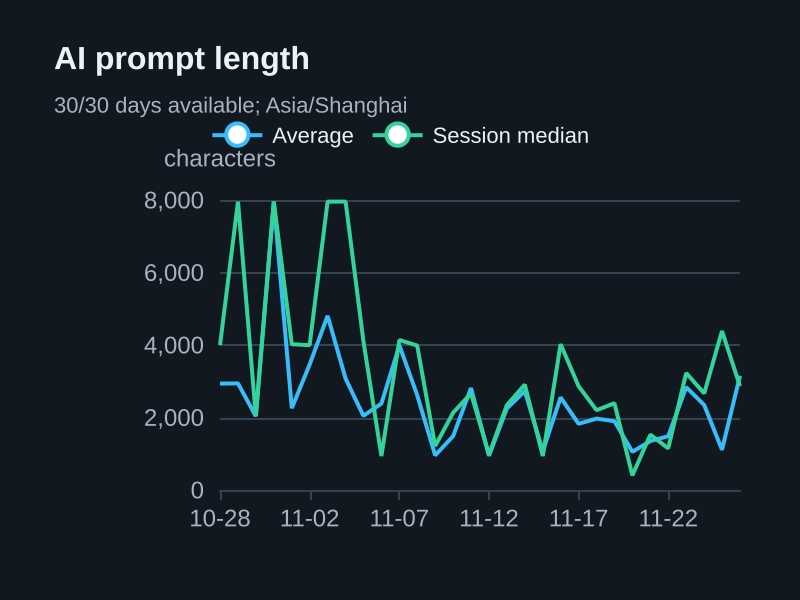 AI prompt length
30/30 days available; Asia/Shanghai
Average Session median
characters
8,000
6,000
4,000
2,000
0
10-28 11-02 11-07 11-12 11-17 11-22